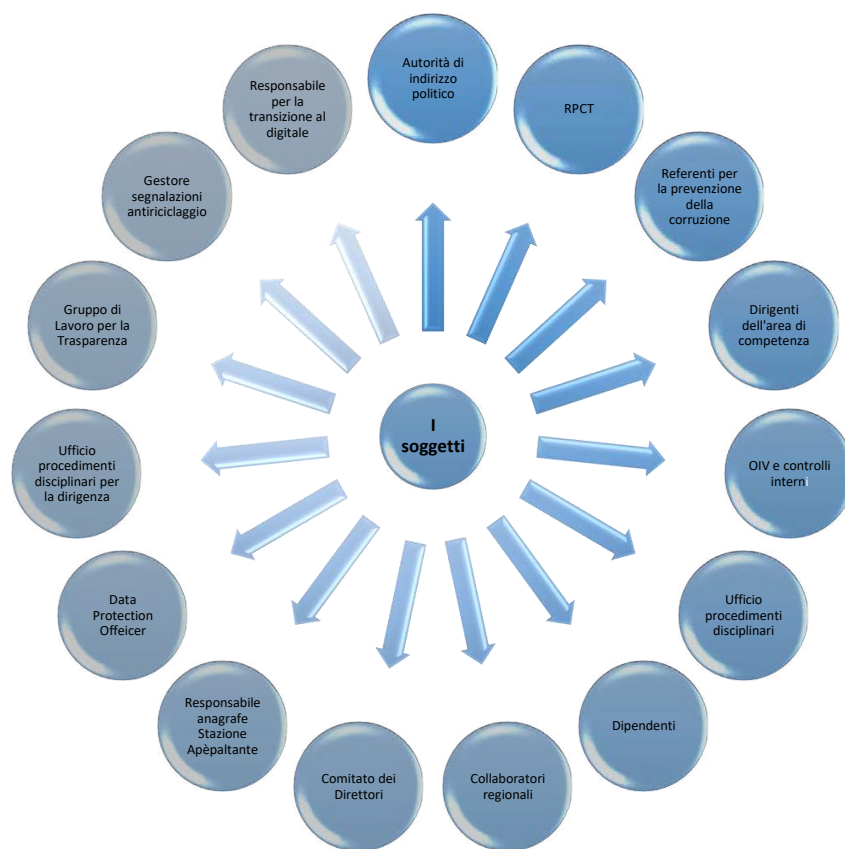 Autorità di
indirizzo
politico
RPCT
Referenti per
la prevenzione
della
corruzione
Dirigenti
dell'area di
competenza
OIV e controlli
interni
Ufficio
procedimenti
disciplinari
Dipendenti
Collaboratori
regionali
Comitato dei
Direttori
Responsabile
anagrafe
Stazione
Apèpaltante
Data
Protection
Offeicer
Ufficio
procedimenti
disciplinari per
la dirigenza
Gruppo di
Lavoro per la
Trasparenza
Gestore
segnalazioni
antiriciclaggio
Responsabile
per la
transizione al
digitale
I
soggetti